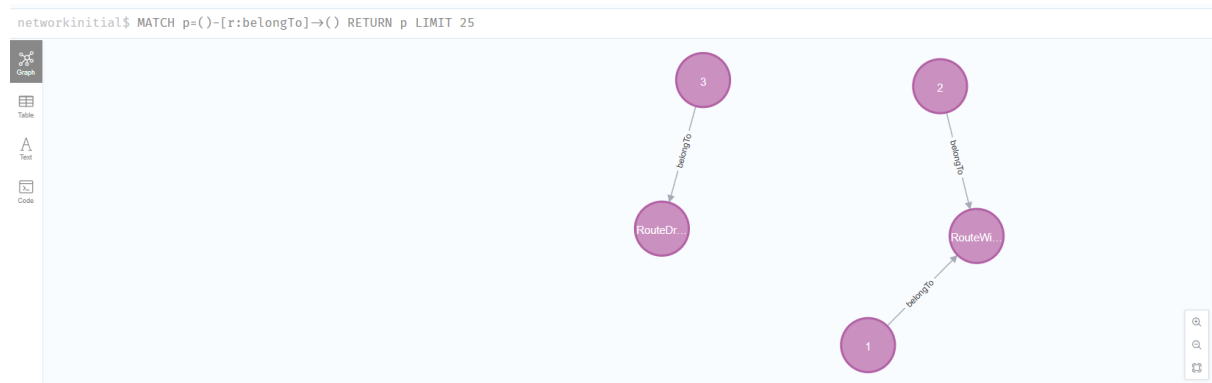 networkinitial$ MATCH p=()-[r:belongTo]→() RETURN p LIMIT 25
Graph
Table
Text
Code
3
2
belongTo
belongTo
RouteDr...
RouteWi...
belongTo
1